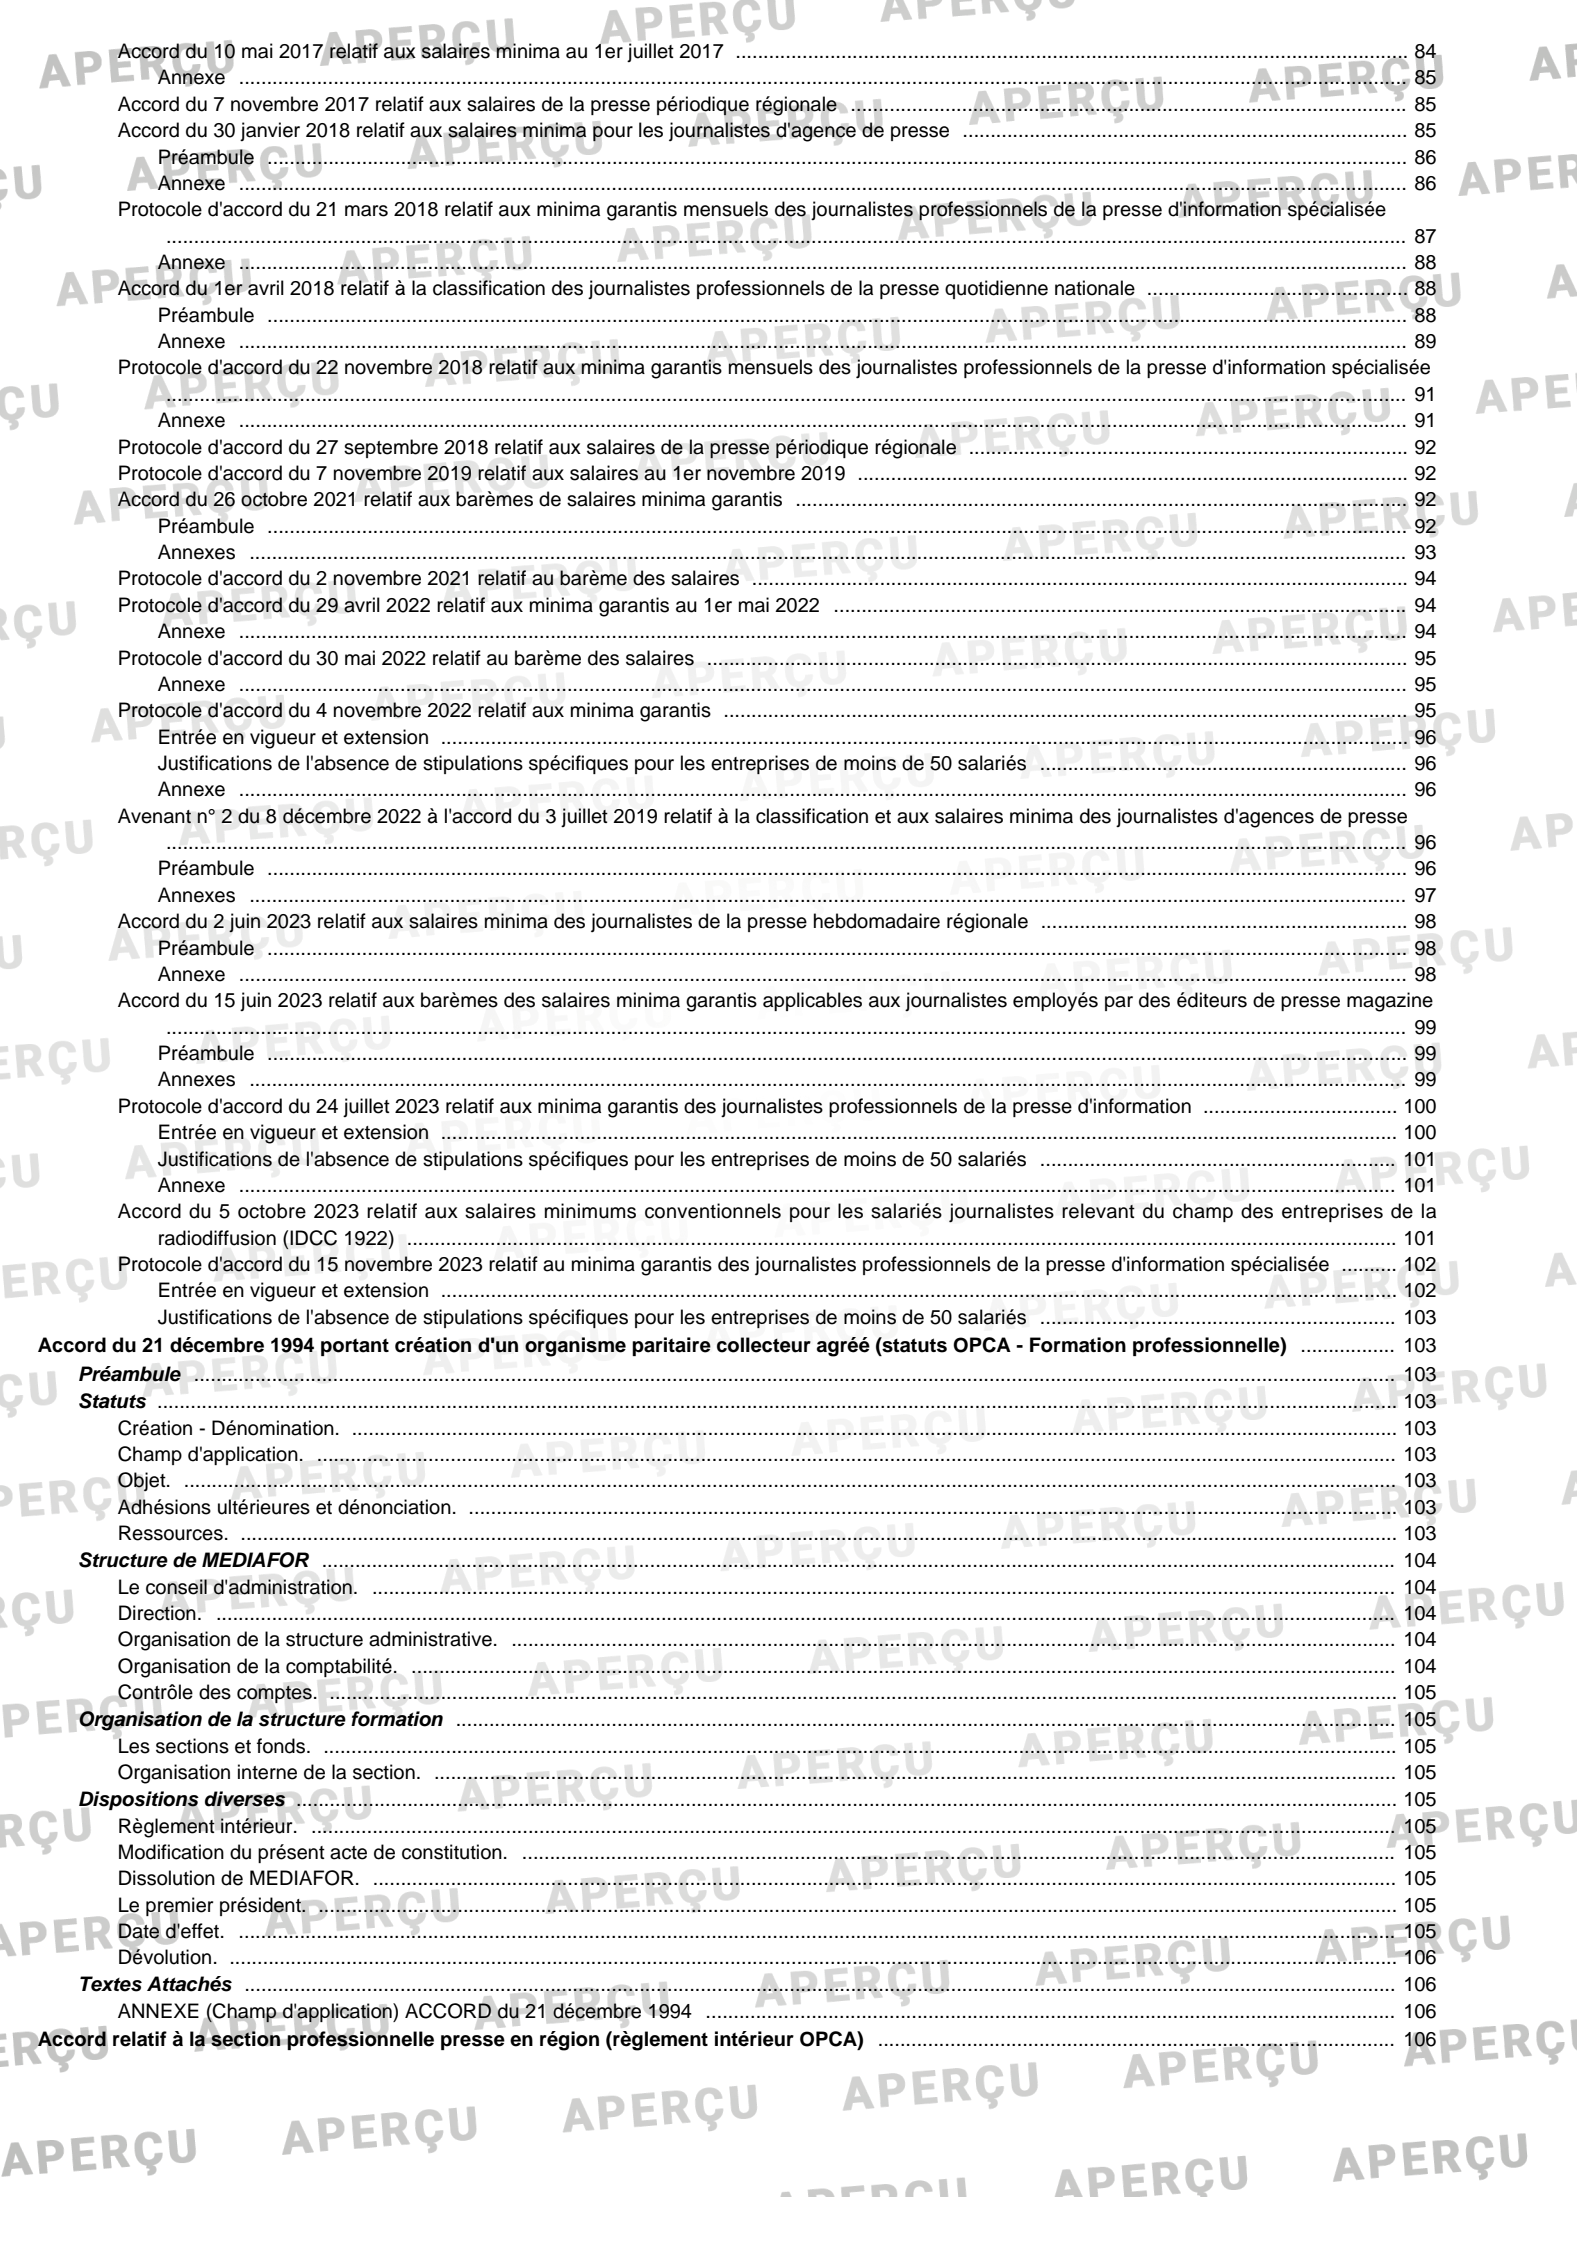 Accord du 10 mai 2017 relatif aux salaires minima au 1er juillet 2017 ........ 84
Annexe ........ 85
Accord du 7 novembre 2017 relatif aux salaires de la presse périodique régionale ........ 85
Accord du 30 janvier 2018 relatif aux salaires minima pour les journalistes d'agence de presse ........ 85
Préambule ........ 86
Annexe ........ 86
Protocole d'accord du 21 mars 2018 relatif aux minima garantis mensuels des journalistes professionnels de la presse d'information spécialisée
........ 87
Annexe ........ 88
Accord du 1er avril 2018 relatif à la classification des journalistes professionnels de la presse quotidienne nationale ........ 88
Préambule ........ 88
Annexe ........ 89
Protocole d'accord du 22 novembre 2018 relatif aux minima garantis mensuels des journalistes professionnels de la presse d'information spécialisée
........ 91
Annexe ........ 91
Protocole d'accord du 27 septembre 2018 relatif aux salaires de la presse périodique régionale ........ 92
Protocole d'accord du 7 novembre 2019 relatif aux salaires au 1er novembre 2019 ........ 92
Accord du 26 octobre 2021 relatif aux barèmes de salaires minima garantis ........ 92
Préambule ........ 92
Annexes ........ 93
Protocole d'accord du 2 novembre 2021 relatif au barème des salaires ........ 94
Protocole d'accord du 29 avril 2022 relatif aux minima garantis au 1er mai 2022 ........ 94
Annexe ........ 94
Protocole d'accord du 30 mai 2022 relatif au barème des salaires ........ 95
Annexe ........ 95
Protocole d'accord du 4 novembre 2022 relatif aux minima garantis ........ 95
Entrée en vigueur et extension ........ 96
Justifications de l'absence de stipulations spécifiques pour les entreprises de moins de 50 salariés ........ 96
Annexe ........ 96
Avenant n° 2 du 8 décembre 2022 à l'accord du 3 juillet 2019 relatif à la classification et aux salaires minima des journalistes d'agences de presse
........ 96
Préambule ........ 96
Annexes ........ 97
Accord du 2 juin 2023 relatif aux salaires minima des journalistes de la presse hebdomadaire régionale ........ 98
Préambule ........ 98
Annexe ........ 98
Accord du 15 juin 2023 relatif aux barèmes des salaires minima garantis applicables aux journalistes employés par des éditeurs de presse magazine
........ 99
Préambule ........ 99
Annexes ........ 99
Protocole d'accord du 24 juillet 2023 relatif aux minima garantis des journalistes professionnels de la presse d'information ........ 100
Entrée en vigueur et extension ........ 100
Justifications de l'absence de stipulations spécifiques pour les entreprises de moins de 50 salariés ........ 101
Annexe ........ 101
Accord du 5 octobre 2023 relatif aux salaires minimums conventionnels pour les salariés journalistes relevant du champ des entreprises de la
radiodiffusion (IDCC 1922) ........ 101
Protocole d'accord du 15 novembre 2023 relatif au minima garantis des journalistes professionnels de la presse d'information spécialisée ........ 102
Entrée en vigueur et extension ........ 102
Justifications de l'absence de stipulations spécifiques pour les entreprises de moins de 50 salariés ........ 103
Accord du 21 décembre 1994 portant création d'un organisme paritaire collecteur agréé (statuts OPCA - Formation professionnelle) ........ 103
Préambule ........ 103
Statuts ........ 103
Création - Dénomination. ........ 103
Champ d'application. ........ 103
Objet. ........ 103
Adhésions ultérieures et dénonciation. ........ 103
Ressources. ........ 103
Structure de MEDIAFOR ........ 104
Le conseil d'administration. ........ 104
Direction. ........ 104
Organisation de la structure administrative. ........ 104
Organisation de la comptabilité. ........ 104
Contrôle des comptes. ........ 105
Organisation de la structure formation ........ 105
Les sections et fonds. ........ 105
Organisation interne de la section. ........ 105
Dispositions diverses ........ 105
Règlement intérieur. ........ 105
Modification du présent acte de constitution. ........ 105
Dissolution de MEDIAFOR. ........ 105
Le premier président. ........ 105
Date d'effet. ........ 105
Dévolution. ........ 106
Textes Attachés ........ 106
ANNEXE (Champ d'application) ACCORD du 21 décembre 1994 ........ 106
Accord relatif à la section professionnelle presse en région (règlement intérieur OPCA) ........ 106
APERÇU